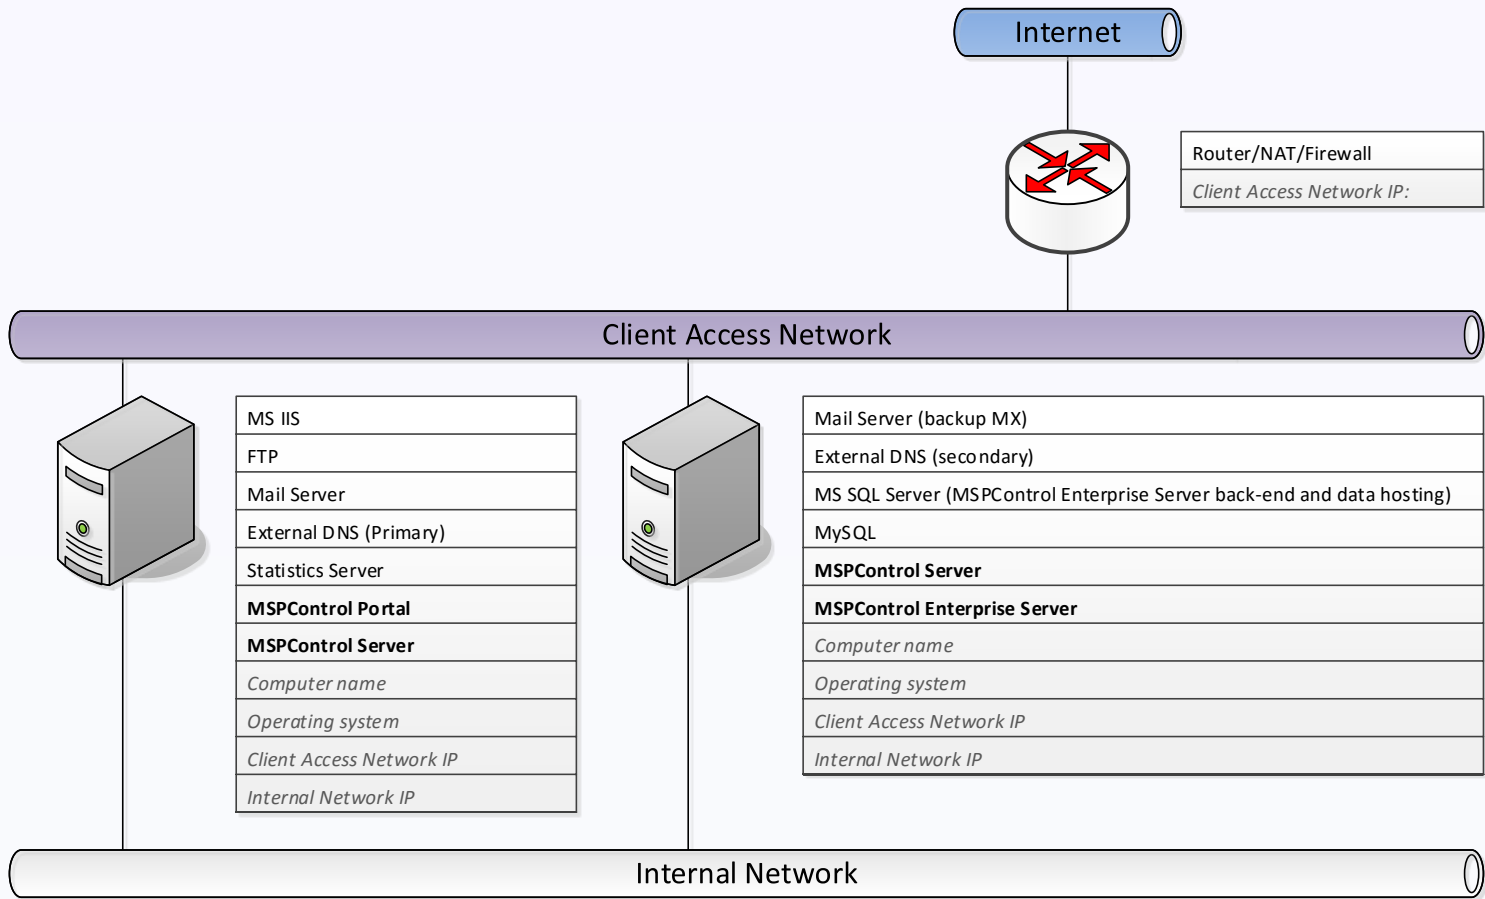 Internet
Router/NAT/Firewall
Client Access Network IP:
Client Access Network
MS IIS
FTP
Mail Server
External DNS (Primary)
Statistics Server
MSPControl Portal
MSPControl Server
Computer name
Operating system
Client Access Network IP
Internal Network IP
Mail Server (backup MX)
External DNS (secondary)
MS SQL Server (MSPControl Enterprise Server back-end and data hosting)
MySQL
MSPControl Server
MSPControl Enterprise Server
Computer name
Operating system
Client Access Network IP
Internal Network IP
Internal Network